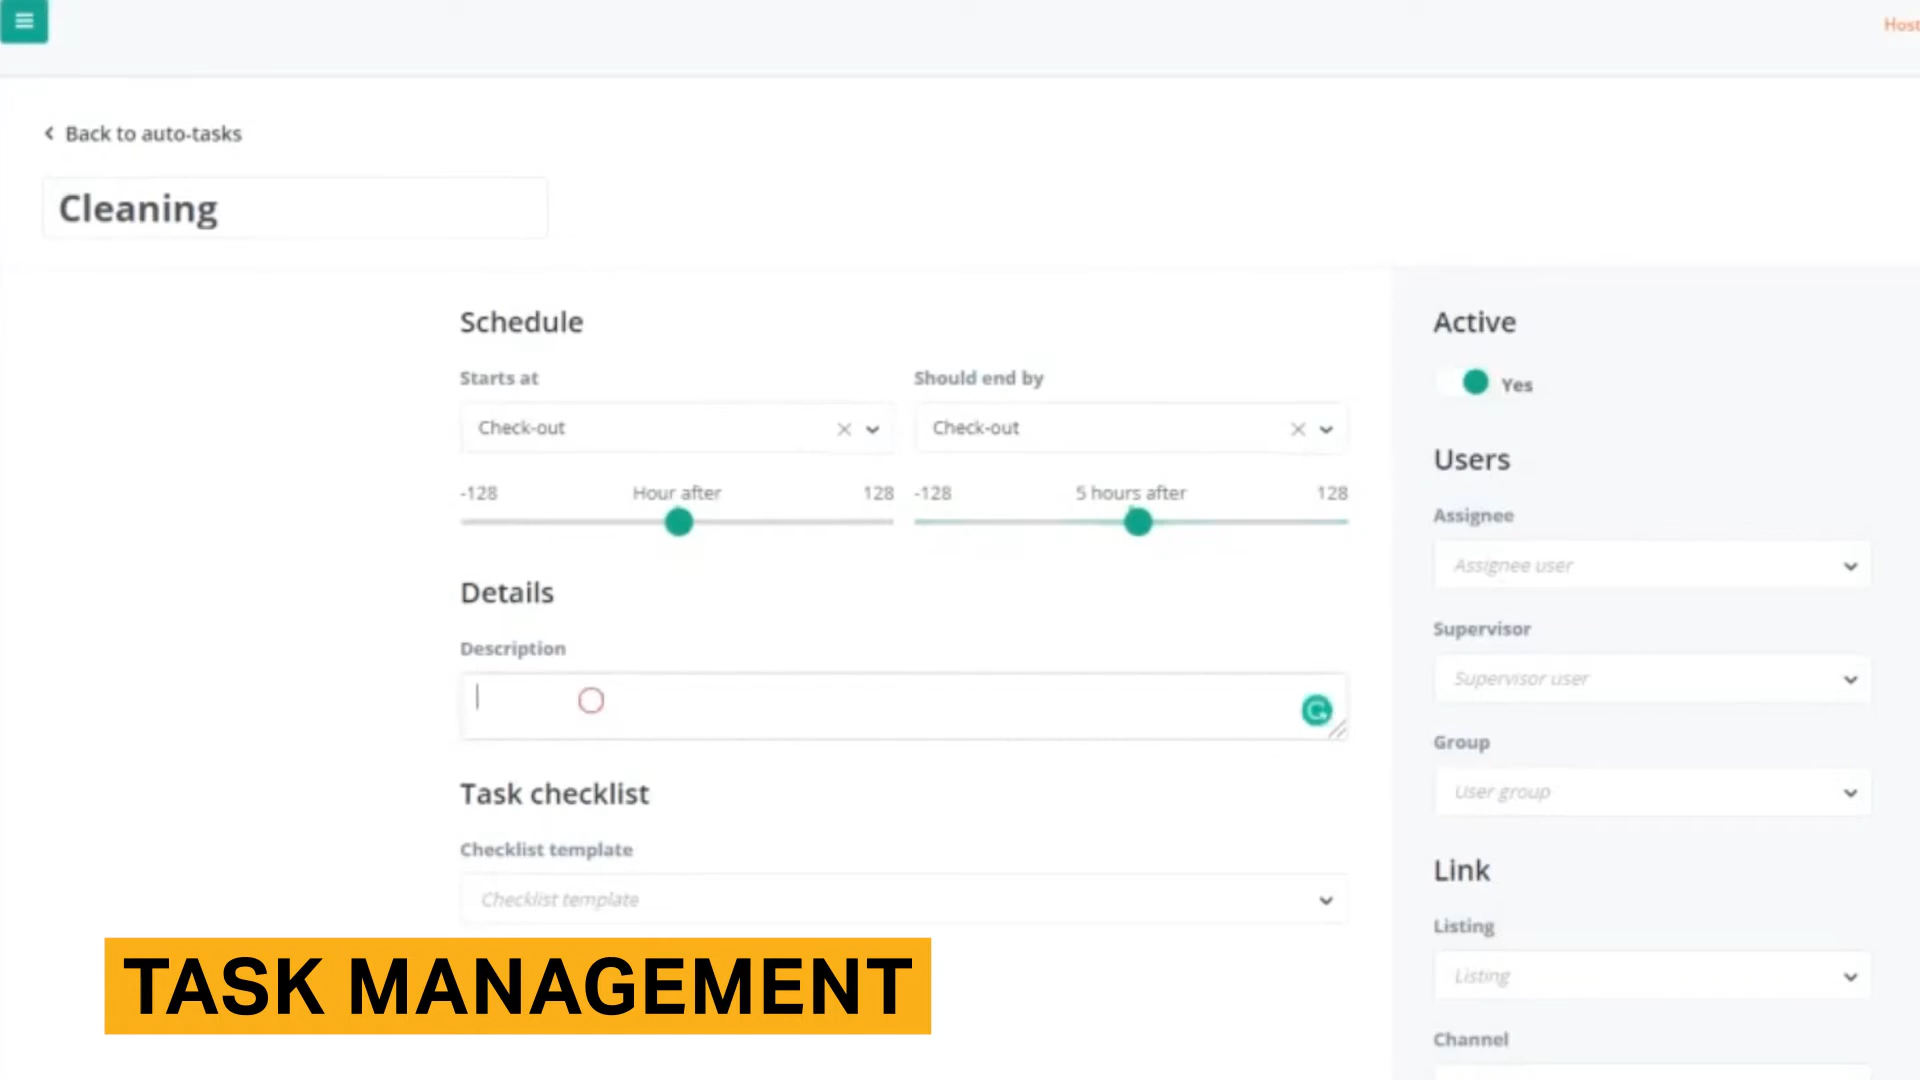 Host
Back to auto-tasks
Cleaning
Schedule
Starts at
Should end by
Check-out
Check-out
-128 Hour after 128
-128 5 hours after 128
Details
Description
Task checklist
Checklist template
Checklist template
Active
Yes
Users
Assignee
Assignee user
Supervisor
Supervisor user
Group
User group
Link
Listing
Listing
Channel
TASK MANAGEMENT